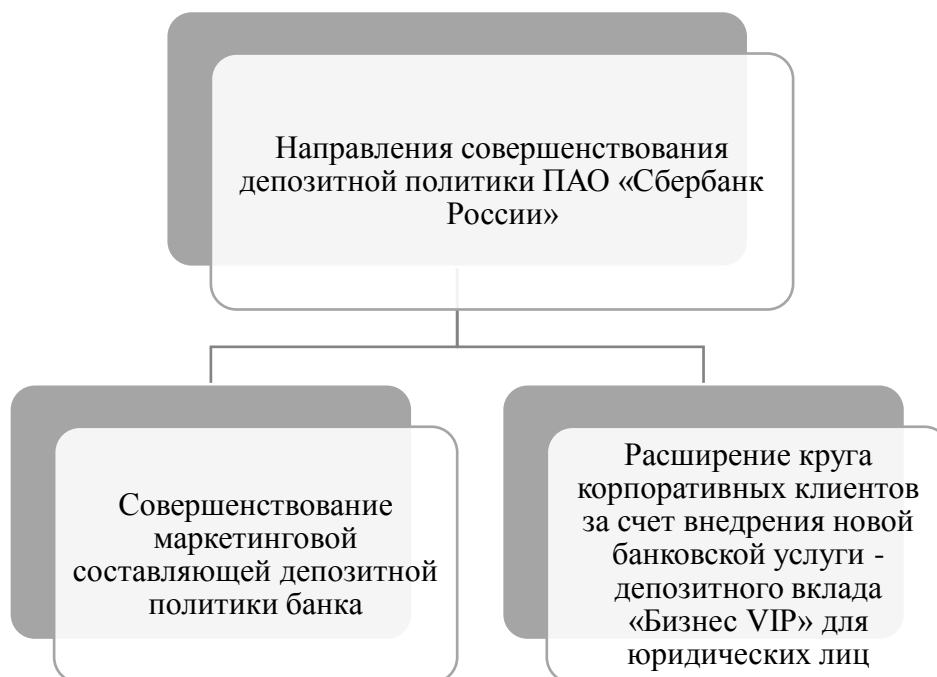 Направления совершенствования
депозитной политики ПАО «Сбербанк
России»
Совершенствование
маркетинговой
составляющей депозитной
политики банка
Расширение круга
корпоративных клиентов
за счет внедрения новой
банковской услуги -
депозитного вклада
«Бизнес VIP» для
юридических лиц